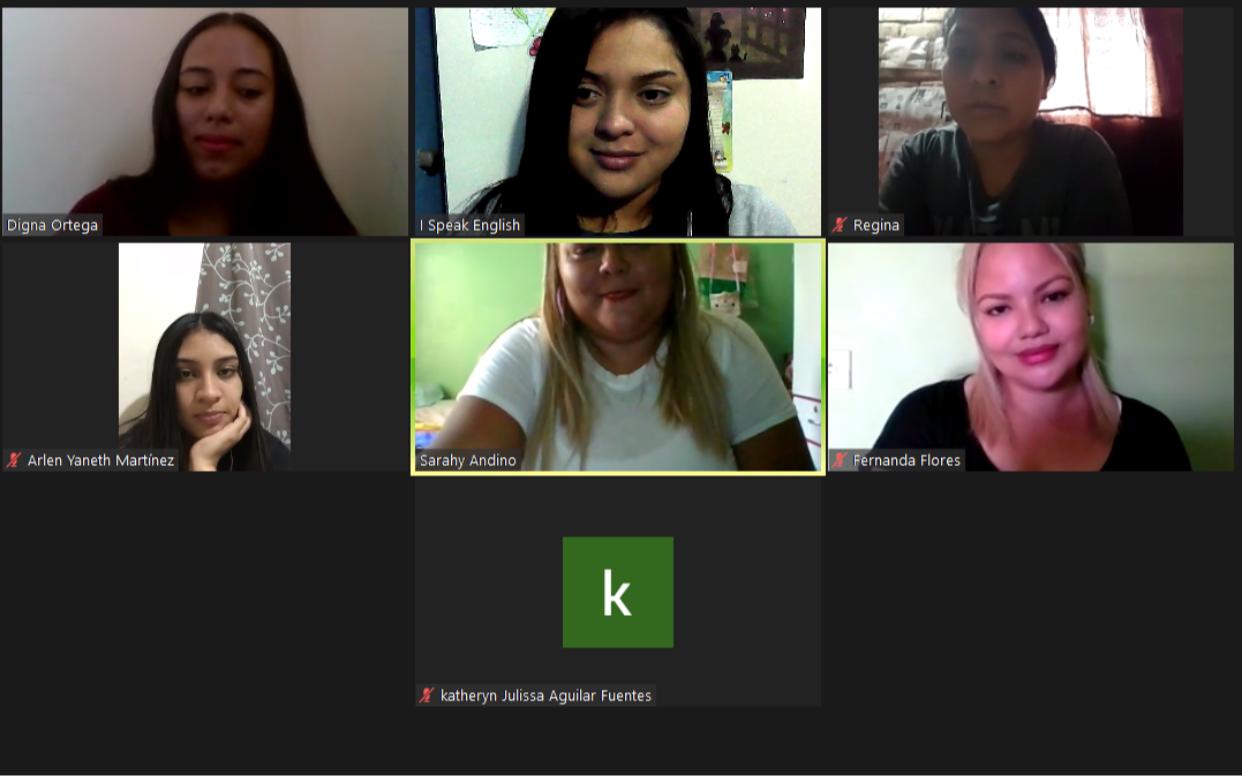 Digna Ortega
I Speak English
Regina
Arlen Yaneth Martínez
Sarahy Andino
Fernanda Flores
k
katheryn Julissa Aguilar Fuentes